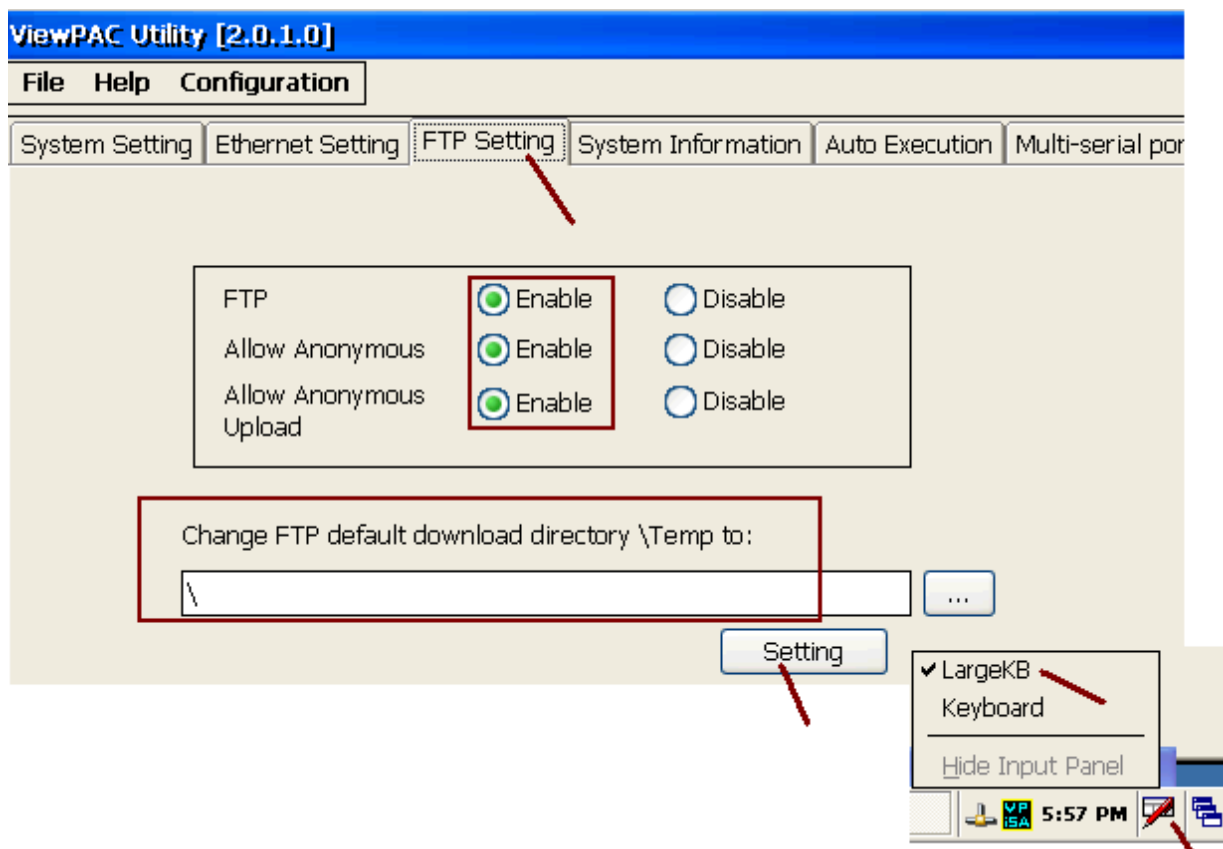 ViewPAC Utility [2.0.1.0]
File Help Configuration
System Setting Ethernet Setting FTP Setting System Information Auto Execution Multi-serial por
FTP Enable Disable
Allow Anonymous Enable Disable
Allow Anonymous Upload Enable Disable
Change FTP default download directory \Temp to:
\ ...
Setting
LargeKB
Keyboard
Hide Input Panel
VP iSA 5:57 PM